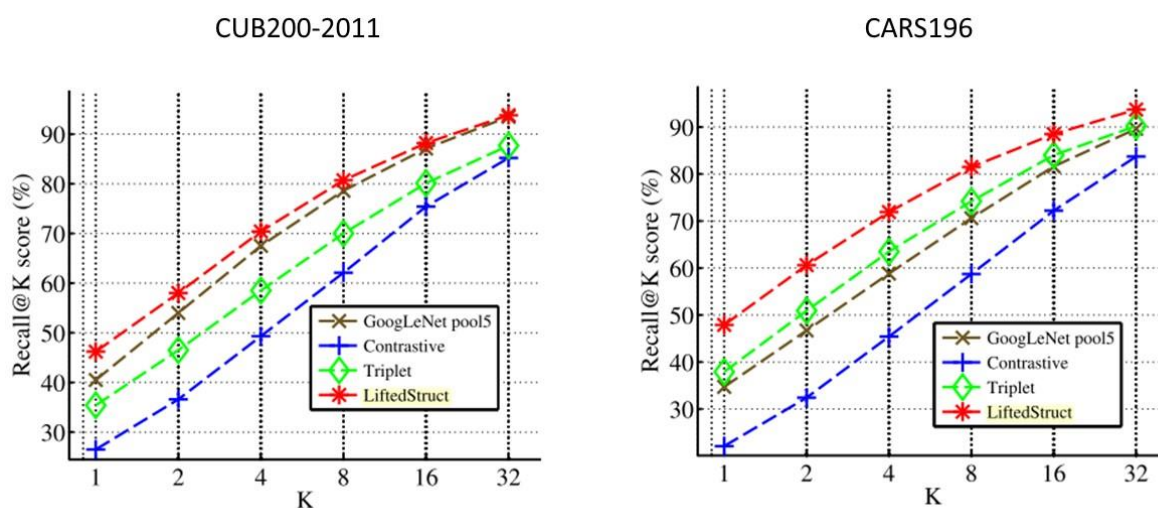 CUB200-2011
Recall@K score (%)
90
80
70
60
50
40
30
1 2 4 8 16 32
K
GoogLeNet pool5
Contrastive
Triplet
LiftedStruct
CARS196
Recall@K score (%)
90
80
70
60
50
40
30
1 2 4 8 16 32
K
GoogLeNet pool5
Contrastive
Triplet
LiftedStruct